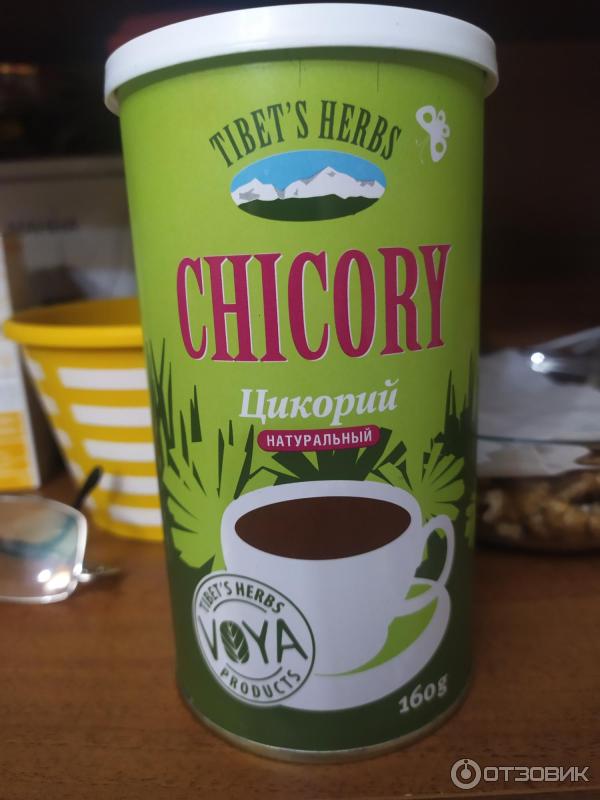 TIBET'S HERBS
CHICORY
Цикорий
НАТУРАЛЬНЫЙ
TIBET'S HERBS
VOYA
PRODUCTS
160g
ОТЗОВИК